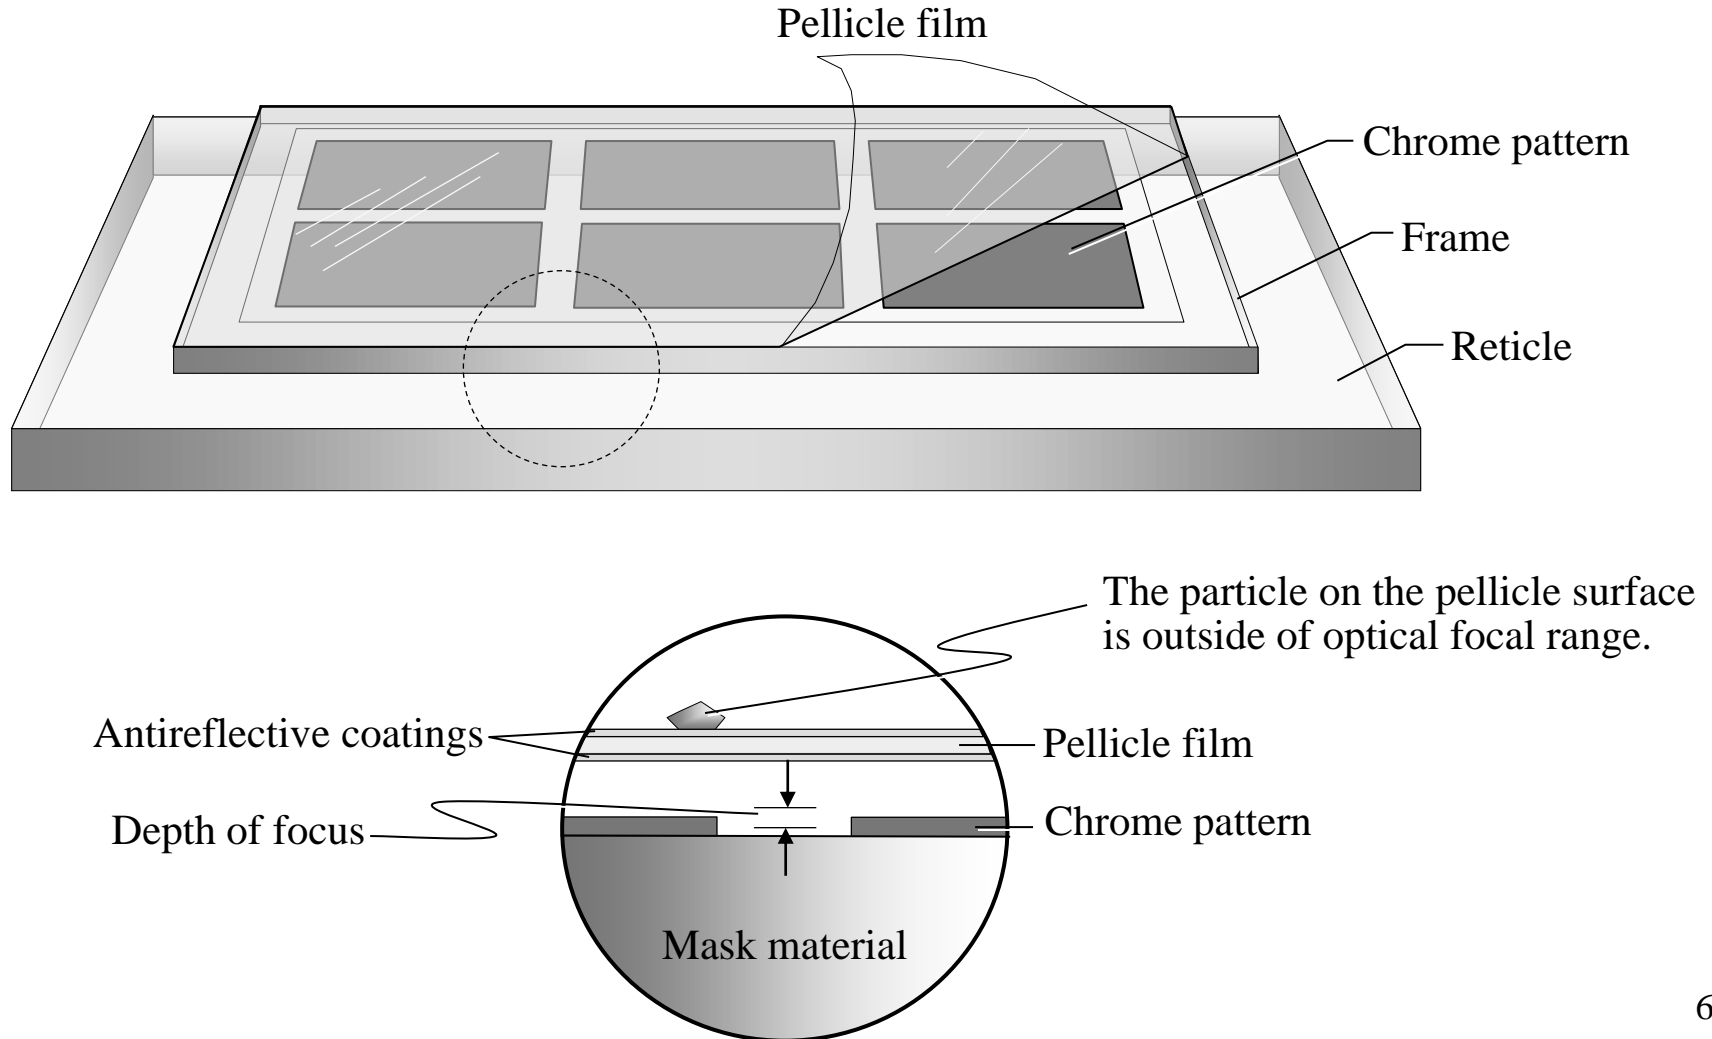 Pellicle film
Chrome pattern
Frame
Reticle
The particle on the pellicle surface
is outside of optical focal range.
Antireflective coatings
Pellicle film
Depth of focus
Chrome pattern
Mask material
6